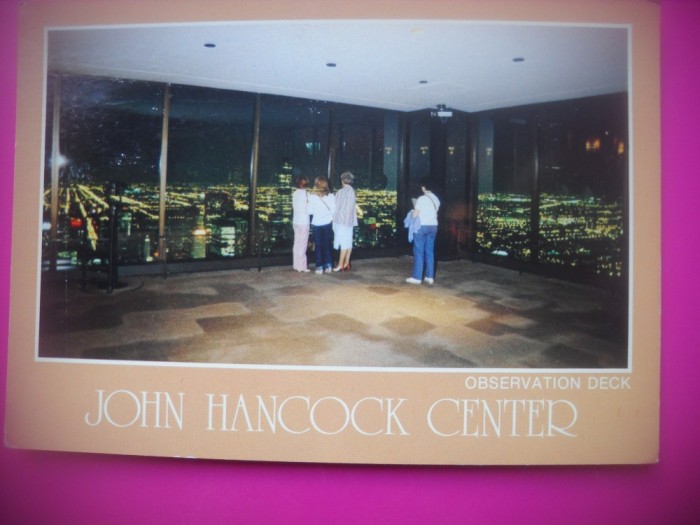 OBSERVATION DECK
JOHN HANCOCK CENTER